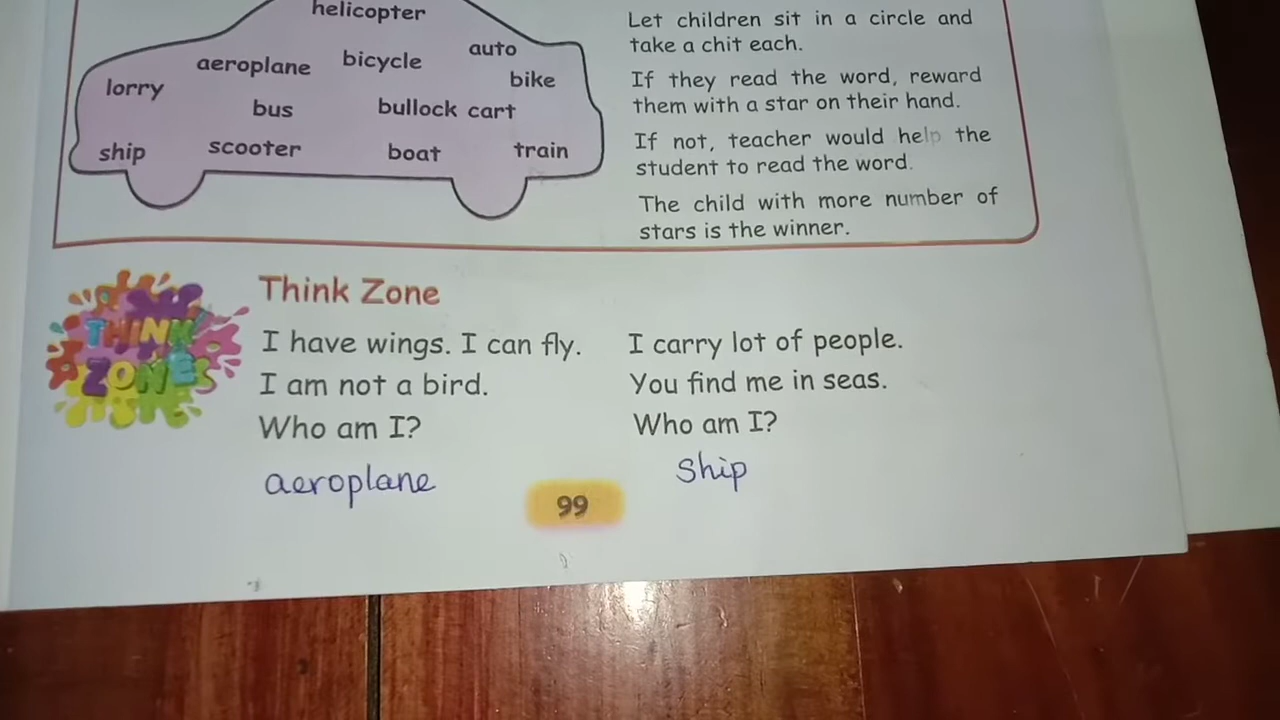 helicopter
aeroplane bicycle auto
lorry bike
bus bullock cart
ship scooter boat train
Let children sit in a circle and
take a chit each.
If they read the word, reward
them with a star on their hand.
If not, teacher would help the
student to read the word.
The child with more number of
stars is the winner.
THINK
ZONES
Think Zone
I have wings. I can fly.
I am not a bird.
Who am I?
aeroplane
I carry lot of people.
You find me in seas.
Who am I?
Ship
99